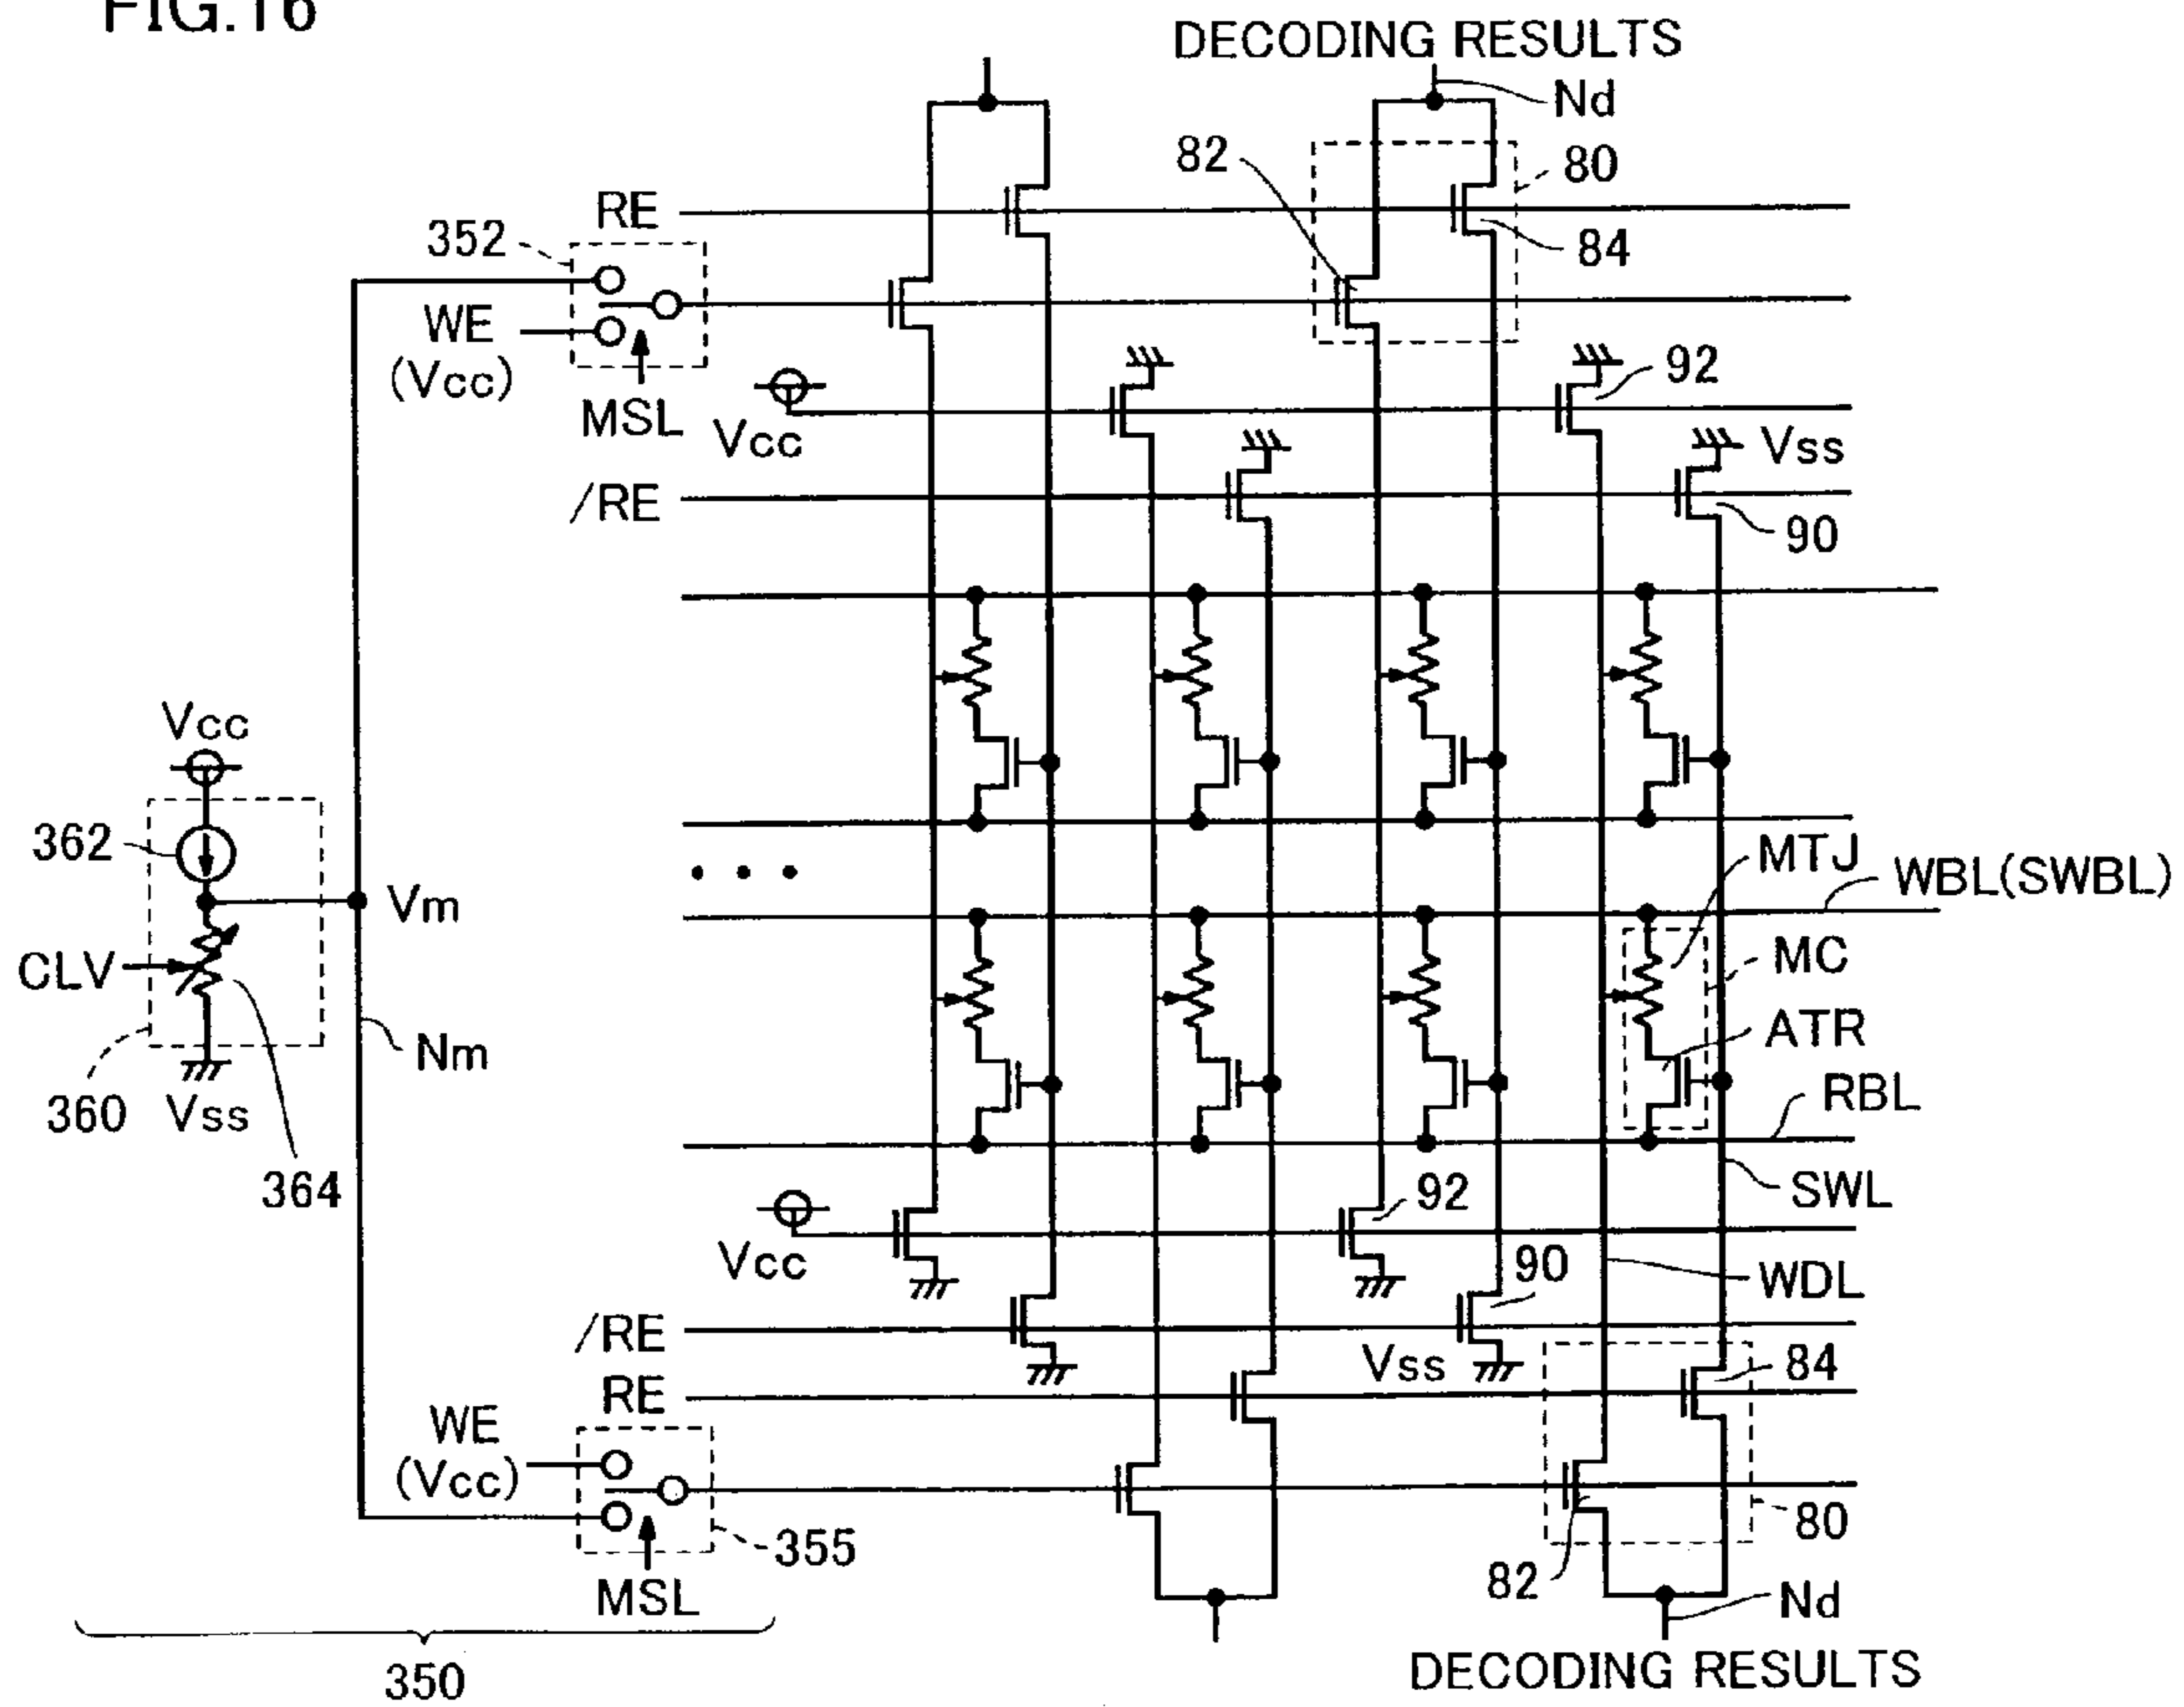 FIG.16
DECODING RESULTS
Nd
82
80
RE
352
84
WE
(Vcc)
MSL
Vcc
92
Vss
/RE
90
Vcc
362
Vm
MTJ
WBL(SWBL)
CLV
MC
Nm
ATR
360
Vss
RBL
364
SWL
92
Vcc
90
WDL
/RE
Vss
84
RE
WE
(Vcc)
355
80
MSL
82
Nd
350
DECODING RESULTS